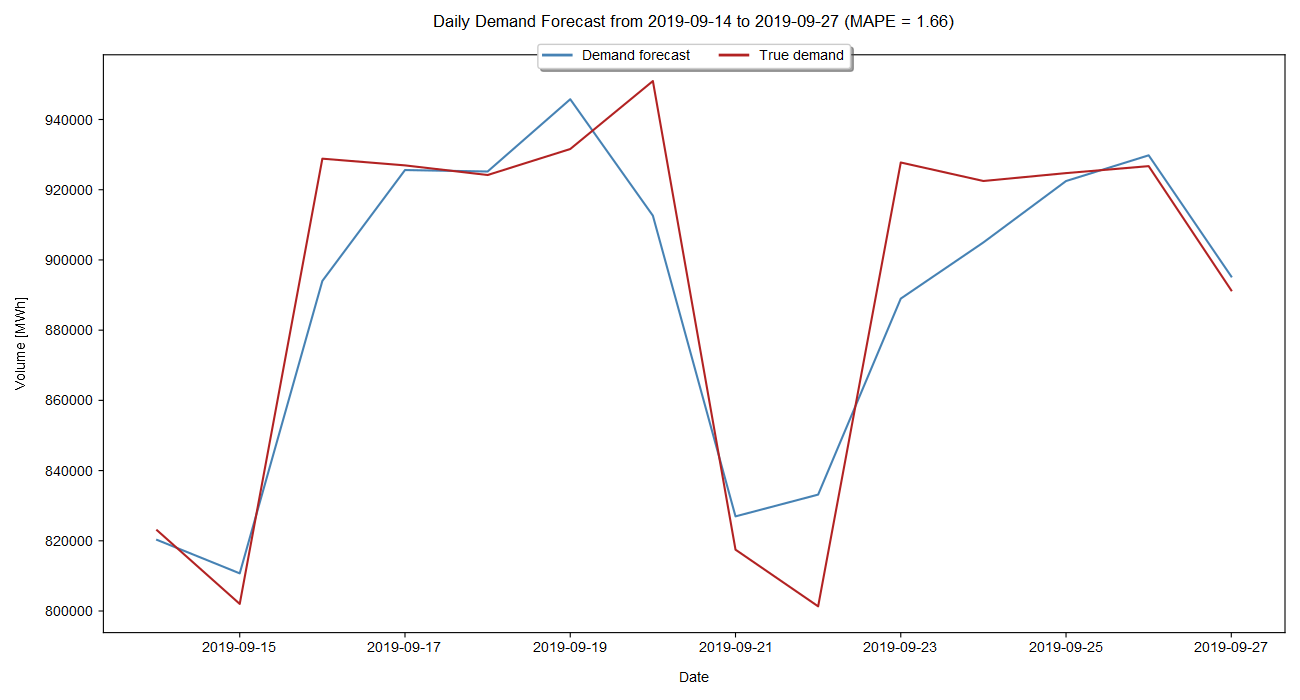 Daily Demand Forecast from 2019-09-14 to 2019-09-27 (MAPE = 1.66)
Demand forecast True demand
940000
920000
900000
880000
860000
840000
820000
800000
Volume [MWh]
2019-09-15 2019-09-17 2019-09-19 2019-09-21 2019-09-23 2019-09-25 2019-09-27
Date